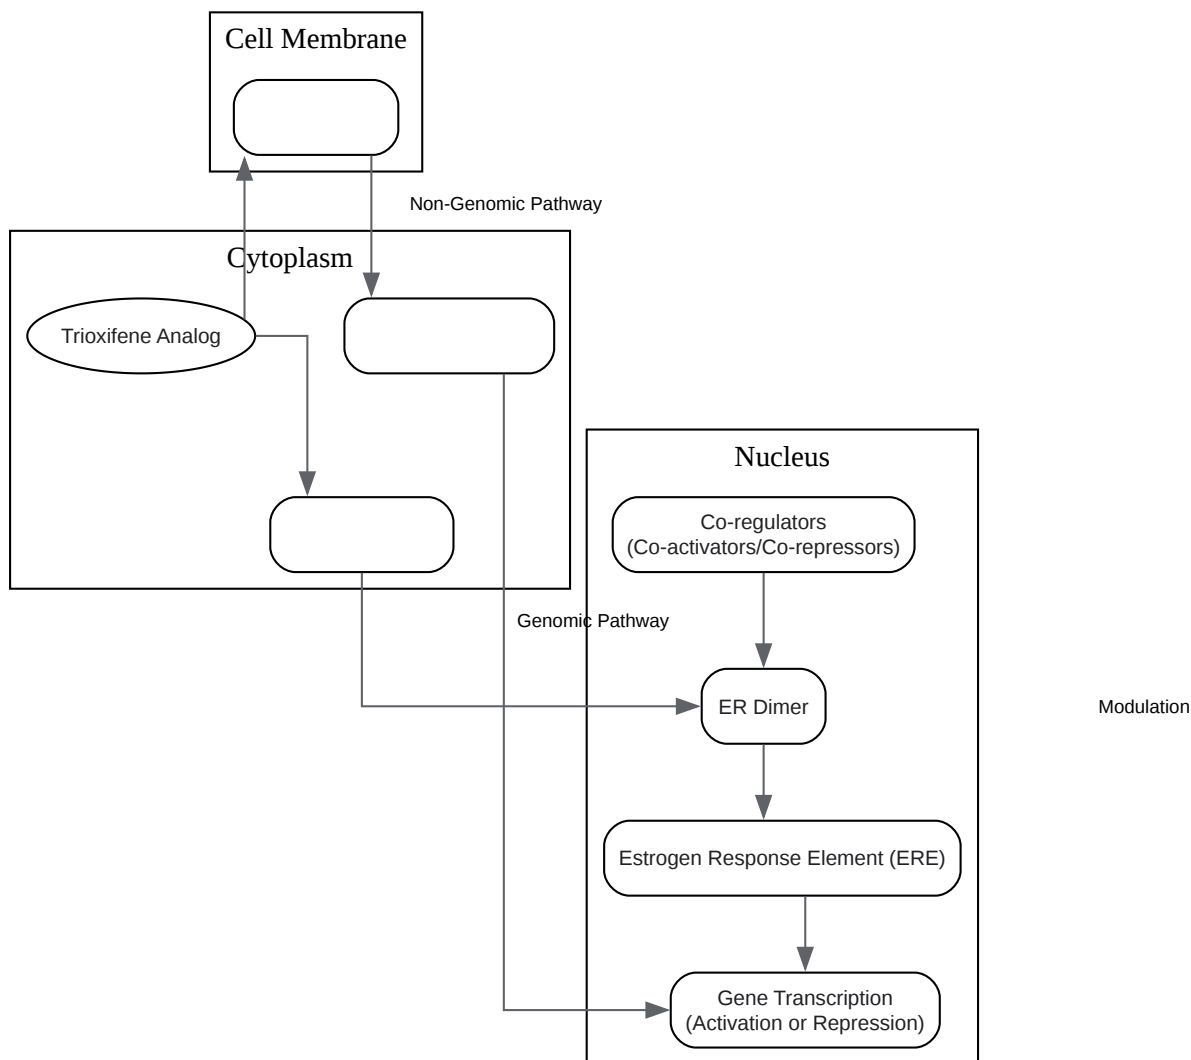 Cell Membrane
Non-Genomic Pathway
Cytoplasm
Trioxifene Analog
Nucleus
Co-regulators
(Co-activators/Co-repressors)
Genomic Pathway
ER Dimer
Modulation
Estrogen Response Element (ERE)
Gene Transcription
(Activation or Repression)